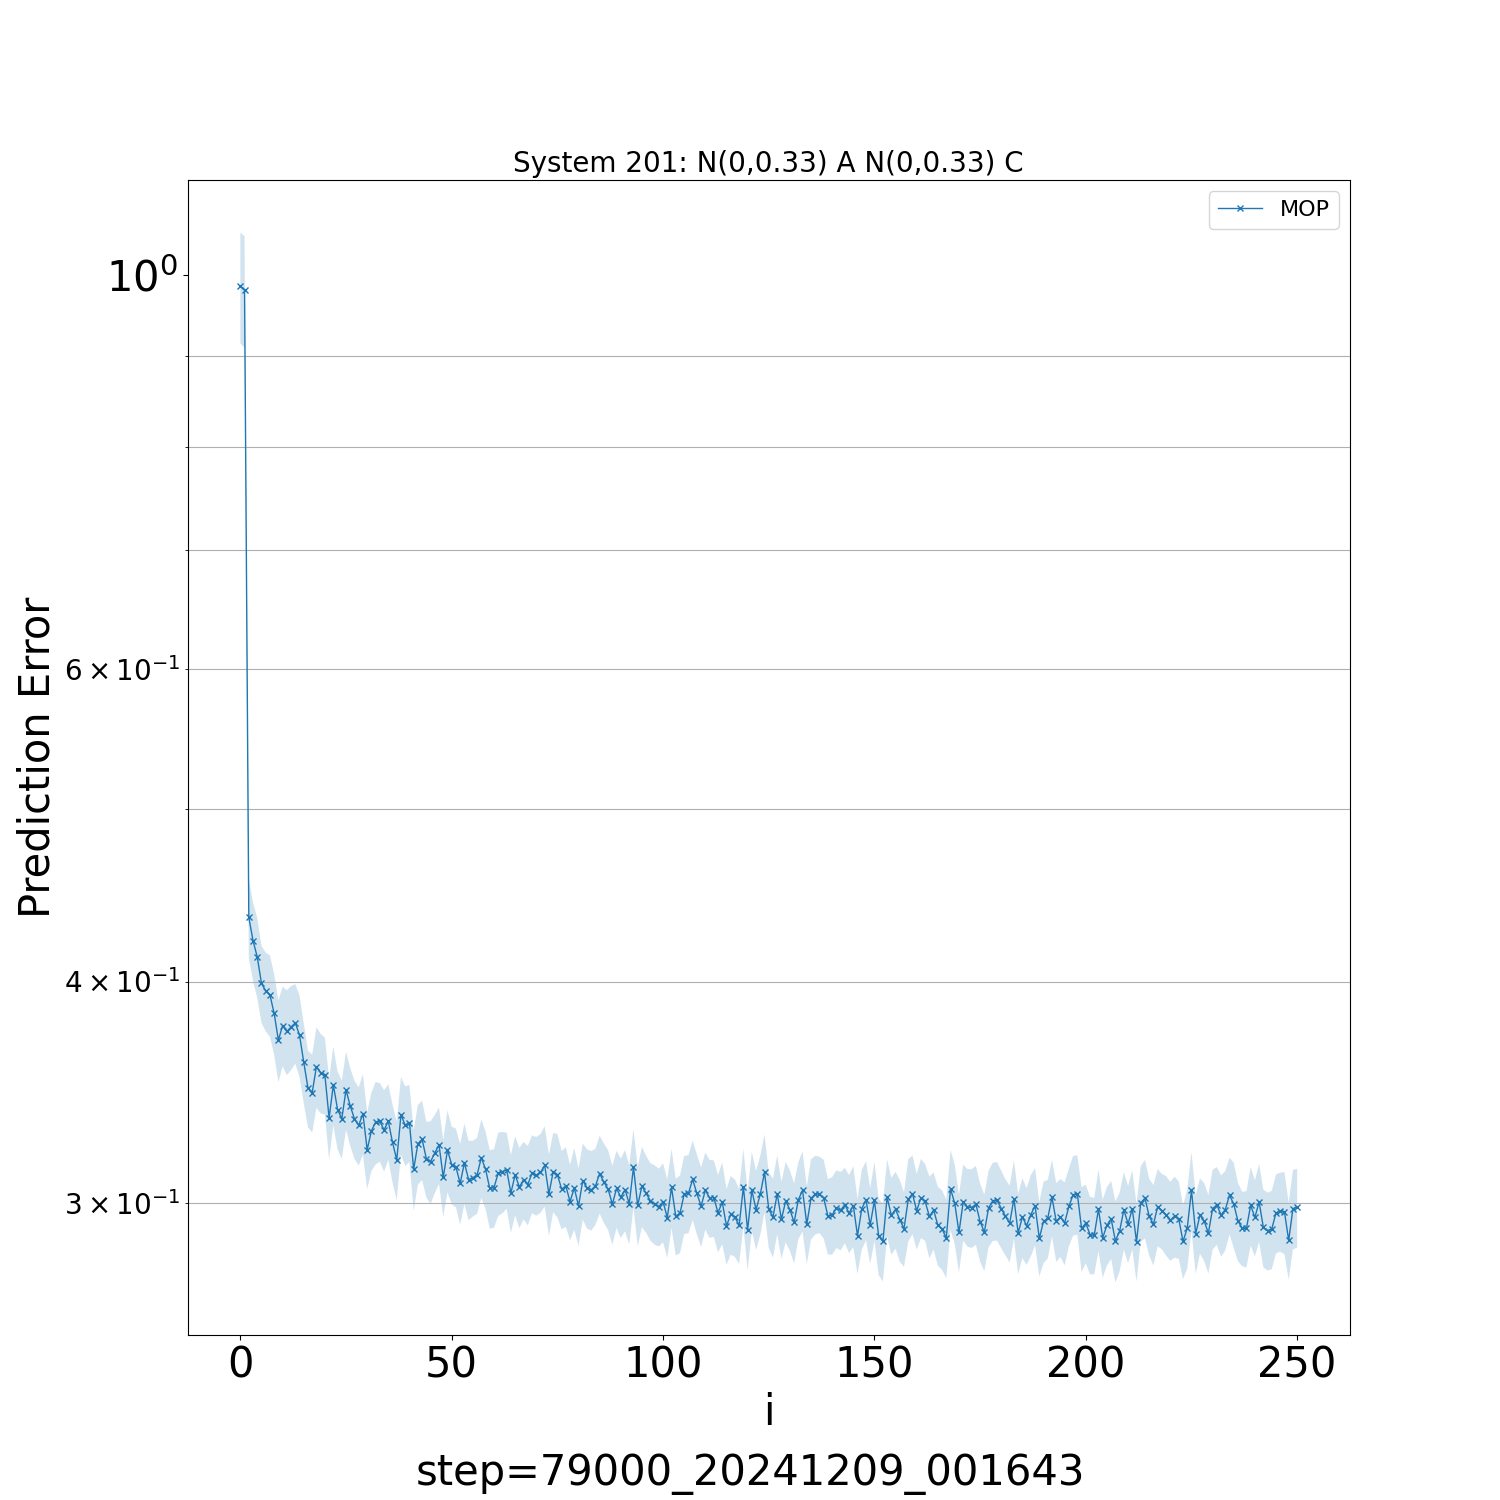 System 201: N(0,0.33) A N(0,0.33) C
MOP
10⁰
6 × 10⁻¹
4 × 10⁻¹
3 × 10⁻¹
Prediction Error
0 50 100 150 200 250
i
step=79000_20241209_001643